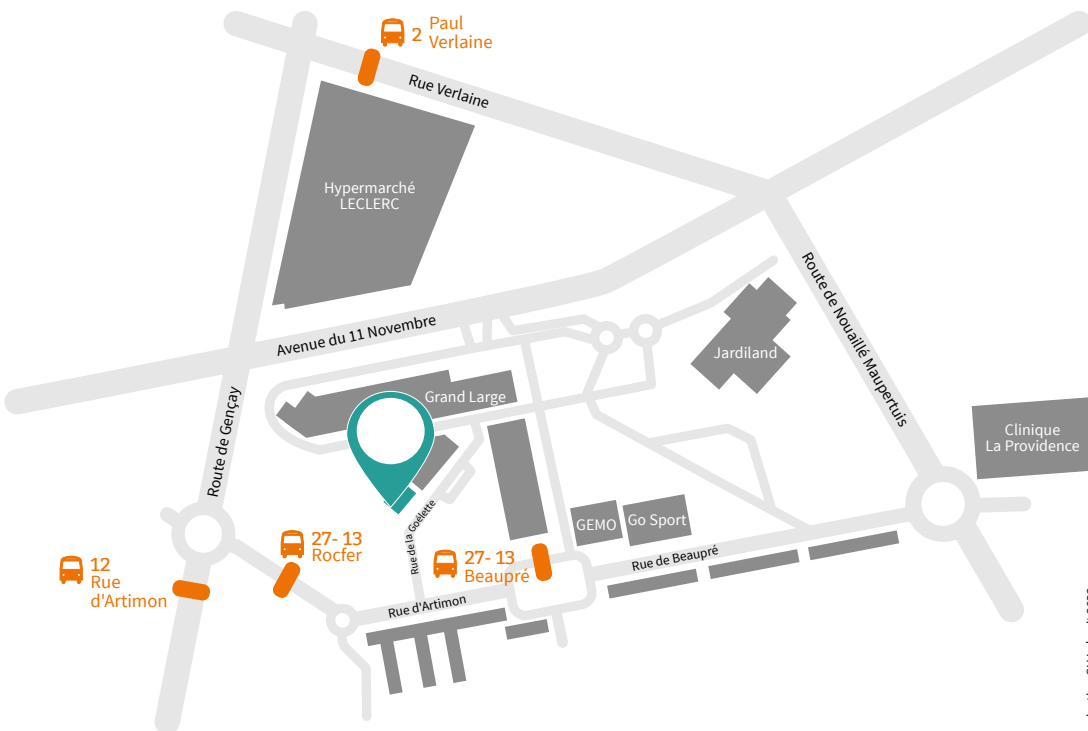 2 Paul
Verlaine
Rue Verlaine
Hypermarché
LECLERC
Avenue du 11 Novembre
Route de Nouaillé Maupertuis
Jardiland
Grand Large
Route de Gençay
Clinique
La Providence
Rue de la Goélette
GEMO
Go Sport
27- 13
Rocfer
27- 13
Beaupré
Rue de Beaupré
12
Rue
d'Artimon
Rue d'Artimon